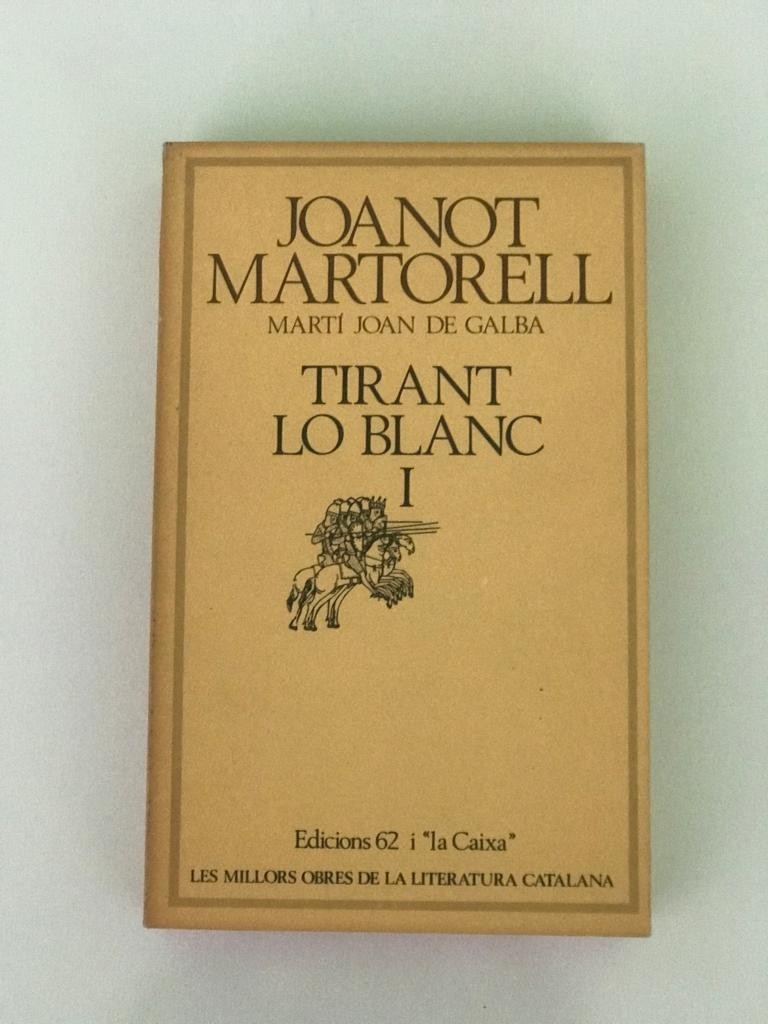 JOANOT
MARTORELL
MARTÍ JOAN DE GALBA
TIRANT
LO BLANC
I
Edicions 62 i "la Caixa"
LES MILLORS OBRES DE LA LITERATURA CATALANA